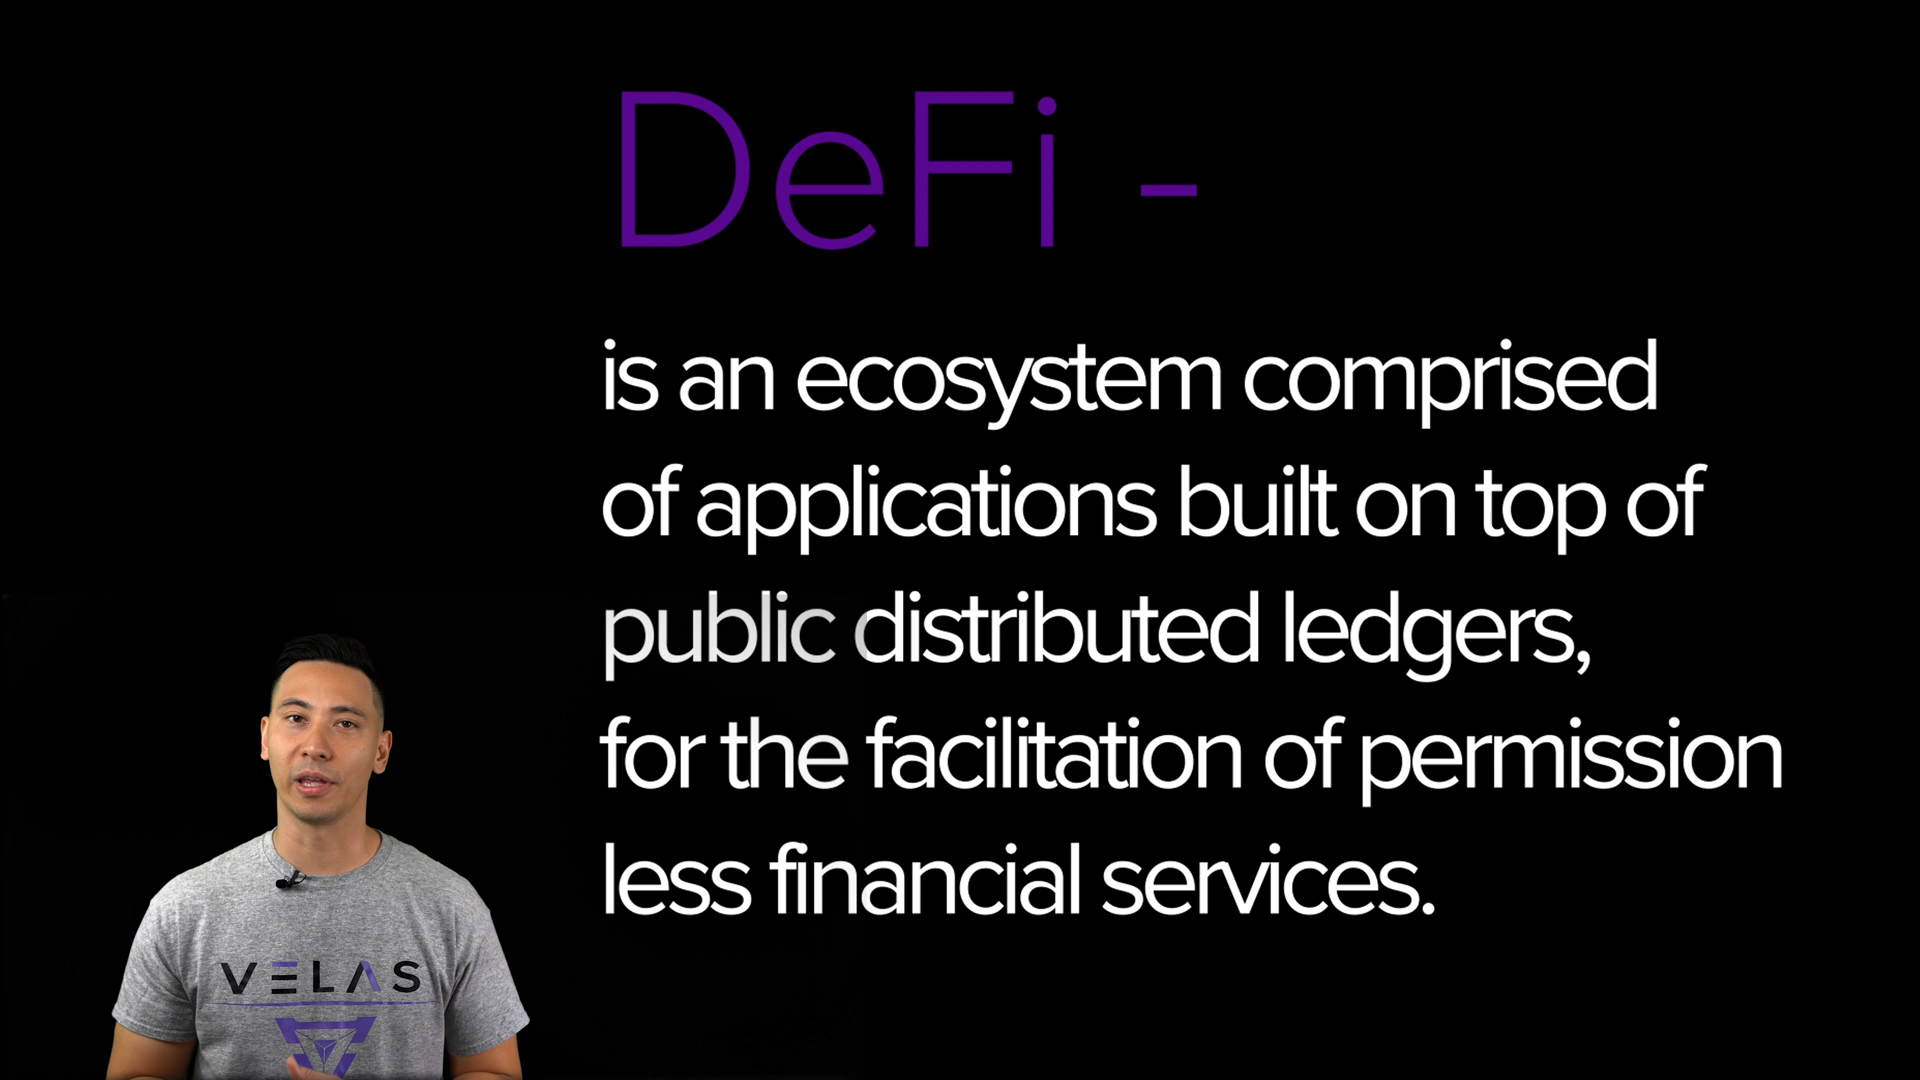 DeFi -
is an ecosystem comprised
of applications built on top of
public distributed ledgers,
for the facilitation of permission
less financial services.
VELAS